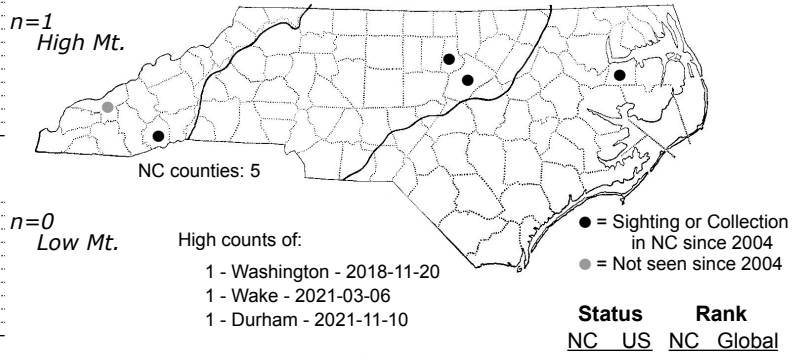 n=1
High Mt.
NC counties: 5
n=0
Low Mt.
High counts of:
1 - Washington - 2018-11-20
1 - Wake - 2021-03-06
1 - Durham - 2021-11-10
● = Sighting or Collection
in NC since 2004
● = Not seen since 2004
Status Rank
NC US NC Global